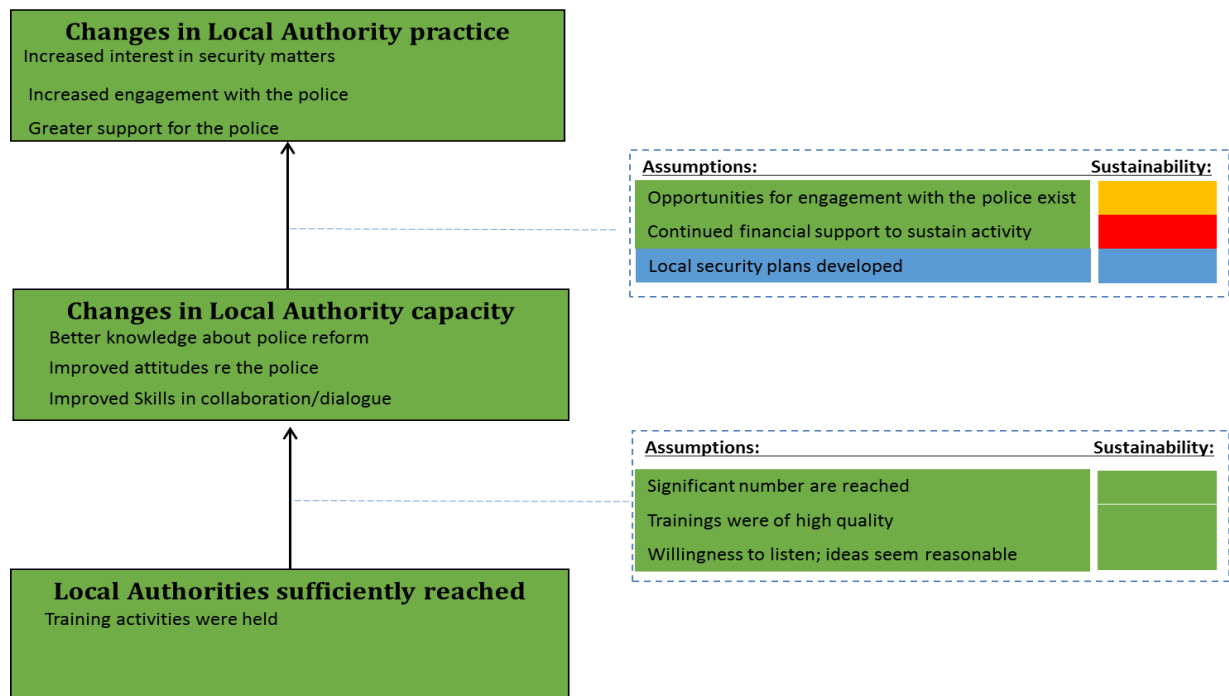 Changes in Local Authority practice
Increased interest in security matters
Increased engagement with the police
Greater support for the police
Assumptions: Sustainability:
Opportunities for engagement with the police exist
Continued financial support to sustain activity
Local security plans developed
Changes in Local Authority capacity
Better knowledge about police reform
Improved attitudes re the police
Improved Skills in collaboration/dialogue
Assumptions: Sustainability:
Significant number are reached
Trainings were of high quality
Willingness to listen; ideas seem reasonable
Local Authorities sufficiently reached
Training activities were held